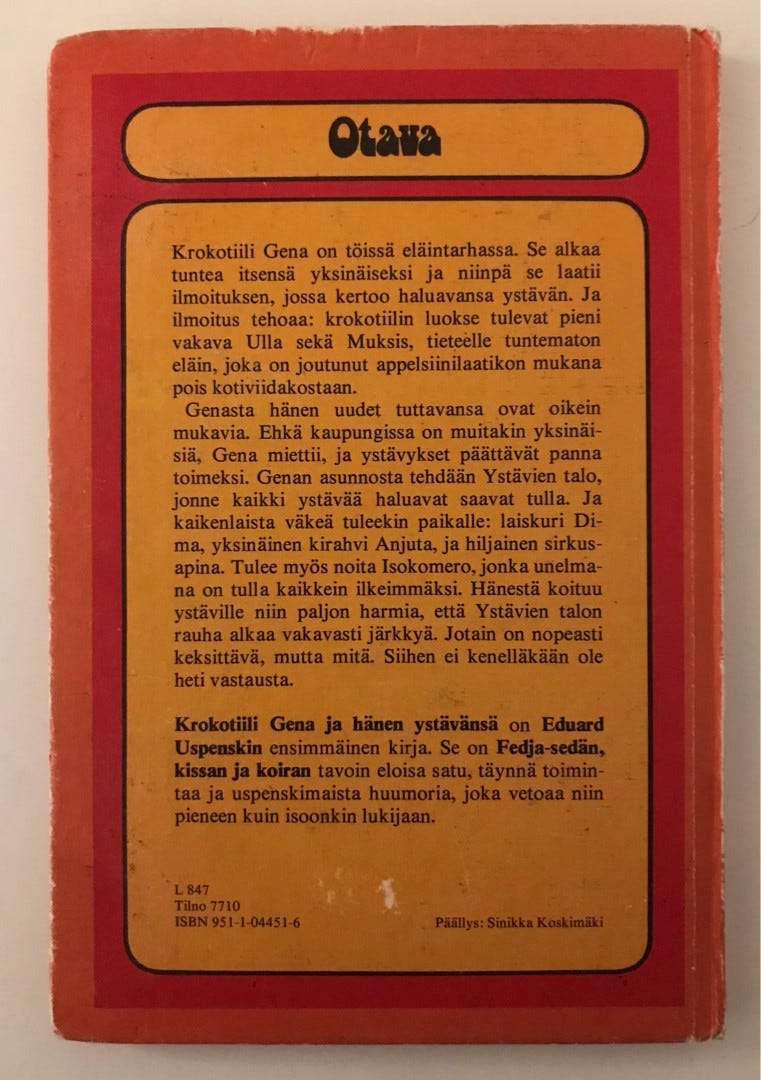 Otava
Krokotiili Gena on töissä eläintarhassa. Se alkaa
tuntea itsensä yksinäiseksi ja niinpä se laatii
ilmoituksen, jossa kertoo haluavansa ystävän. Ja
ilmoitus tehoaa: krokotiilin luokse tulevat pieni
vakava Ulla sekä Muksis, tieteelle tuntematon
eläin, joka on joutunut appelsiinilaatikon mukana
pois kotiviidakostaan.
Genasta hänen uudet tuttavansa ovat oikein
mukavia. Ehkä kaupungissa on muitakin yksinäi-
siä, Gena miettii, ja ystävykset päättävät panna
toimeksi. Genan asunnosta tehdään Ystävien talo,
jonne kaikki ystävää haluavat saavat tulla. Ja
kaikenlaista väkeä tuleekin paikalle: laiskuri Di-
ma, yksinäinen kirahvi Anjuta, ja hiljainen sirkus-
apina. Tulee myös noita Isokomero, jonka unelma-
na on tulla kaikkein ilkeimmäksi. Hänestä koituu
ystäville niin paljon harmia, että Ystävien talon
rauha alkaa vakavasti järkkyä. Jotain on nopeasti
keksittävä, mutta mitä. Siihen ei kenelläkään ole
heti vastausta.
Krokotiili Gena ja hänen ystävänsä on Eduard
Uspenskin ensimmäinen kirja. Se on Fedja-sedän,
kissan ja koiran tavoin eloisa satu, täynnä toimin-
taa ja uspenskimaista huumoria, joka vetoaa niin
pieneen kuin isoonkin lukijaan.
L 847
Tilno 7710
ISBN 951-1-04451-6 Päällys: Sinikka Koskimäki